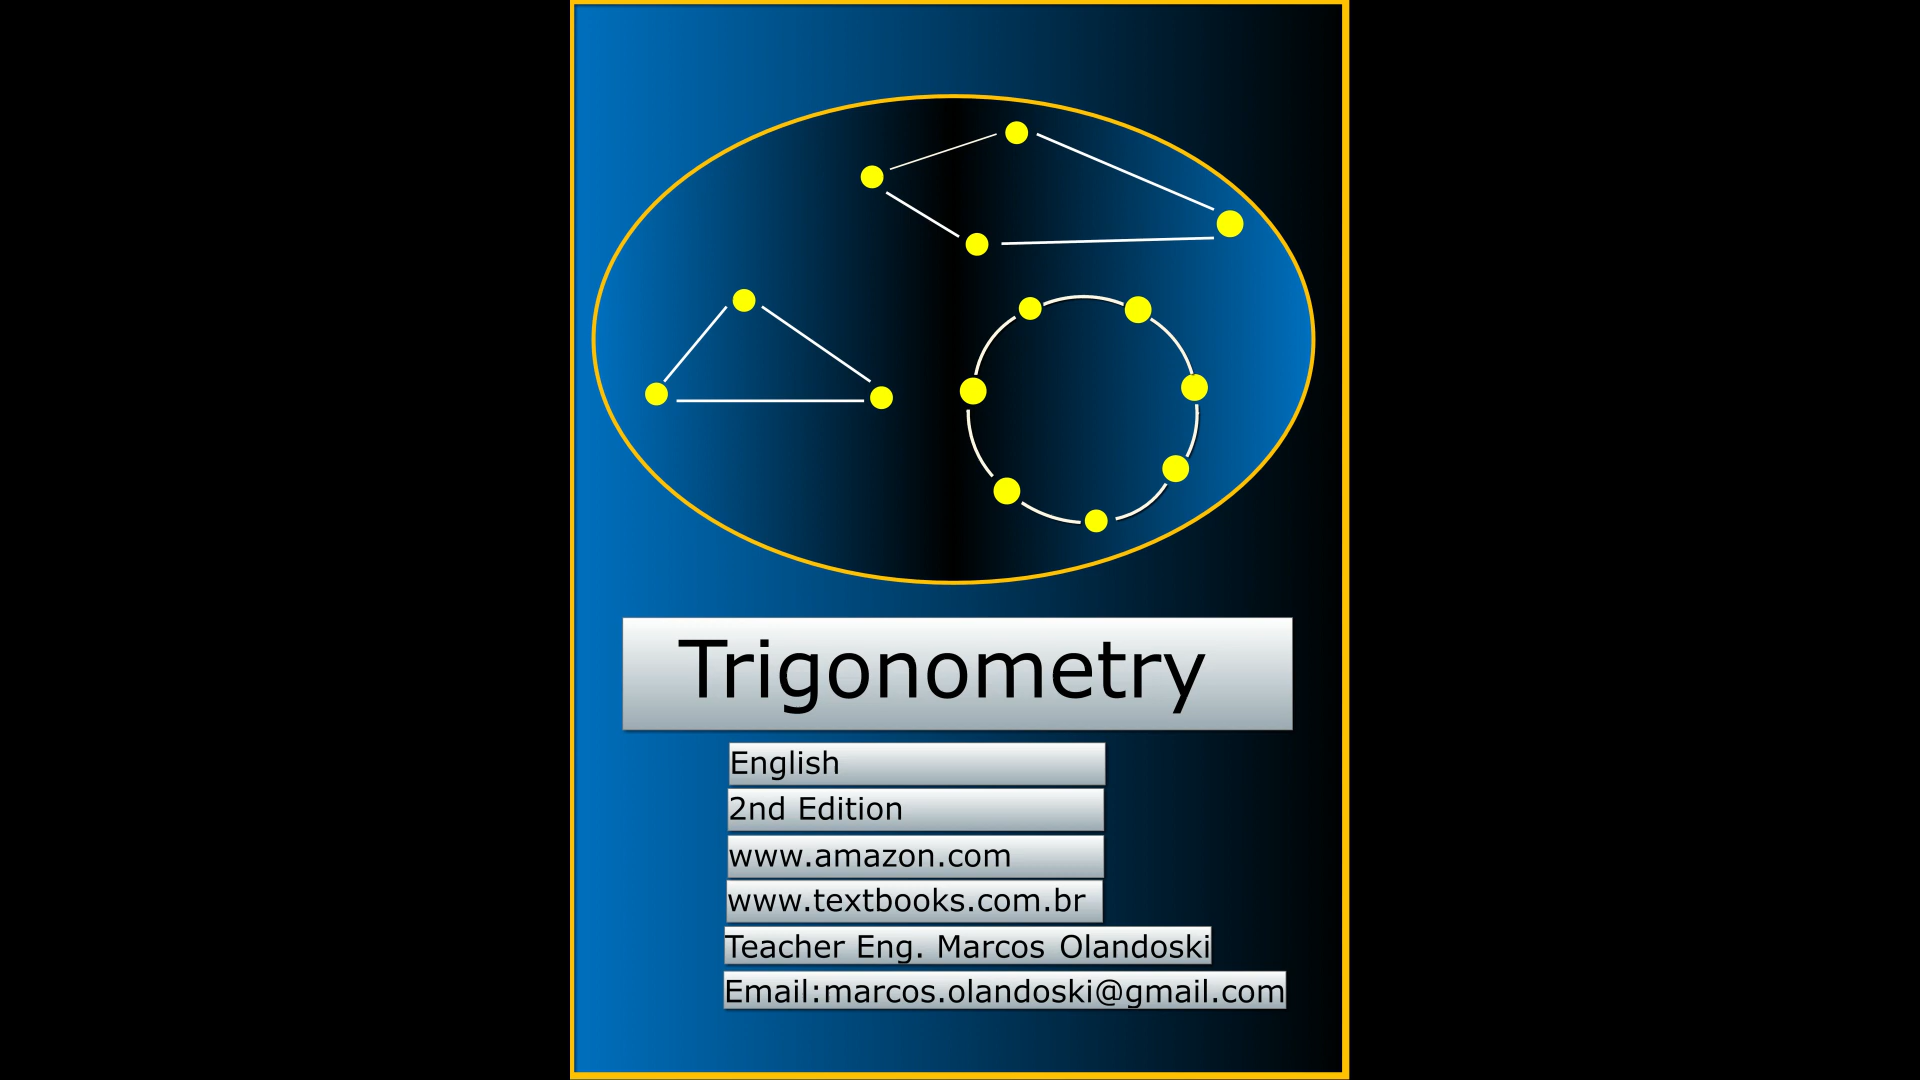 Trigonometry
English
2nd Edition
www.amazon.com
www.textbooks.com.br
Teacher Eng. Marcos Olandoski
Email:marcos.olandoski@gmail.com